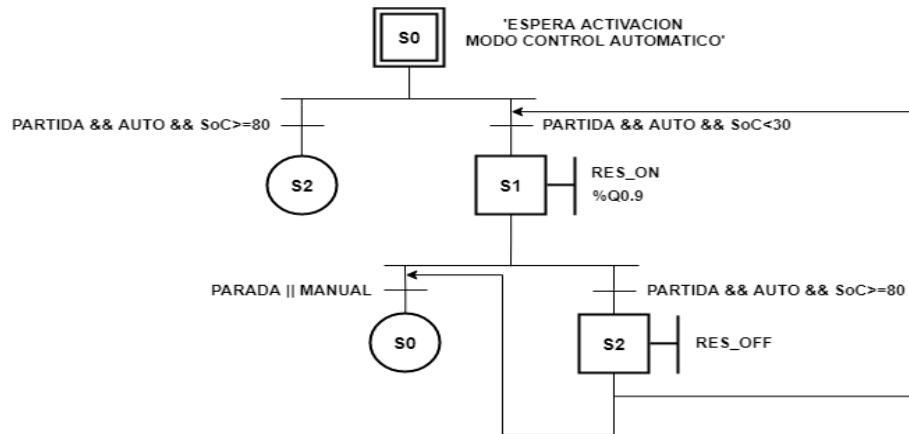 S0
'ESPERA ACTIVACION
MODO CONTROL AUTOMATICO'
PARTIDA && AUTO && SoC>=80
PARTIDA && AUTO && SoC<30
S2
S1
RES_ON
%Q0.9
PARADA || MANUAL
PARTIDA && AUTO && SoC>=80
S0
S2
RES_OFF